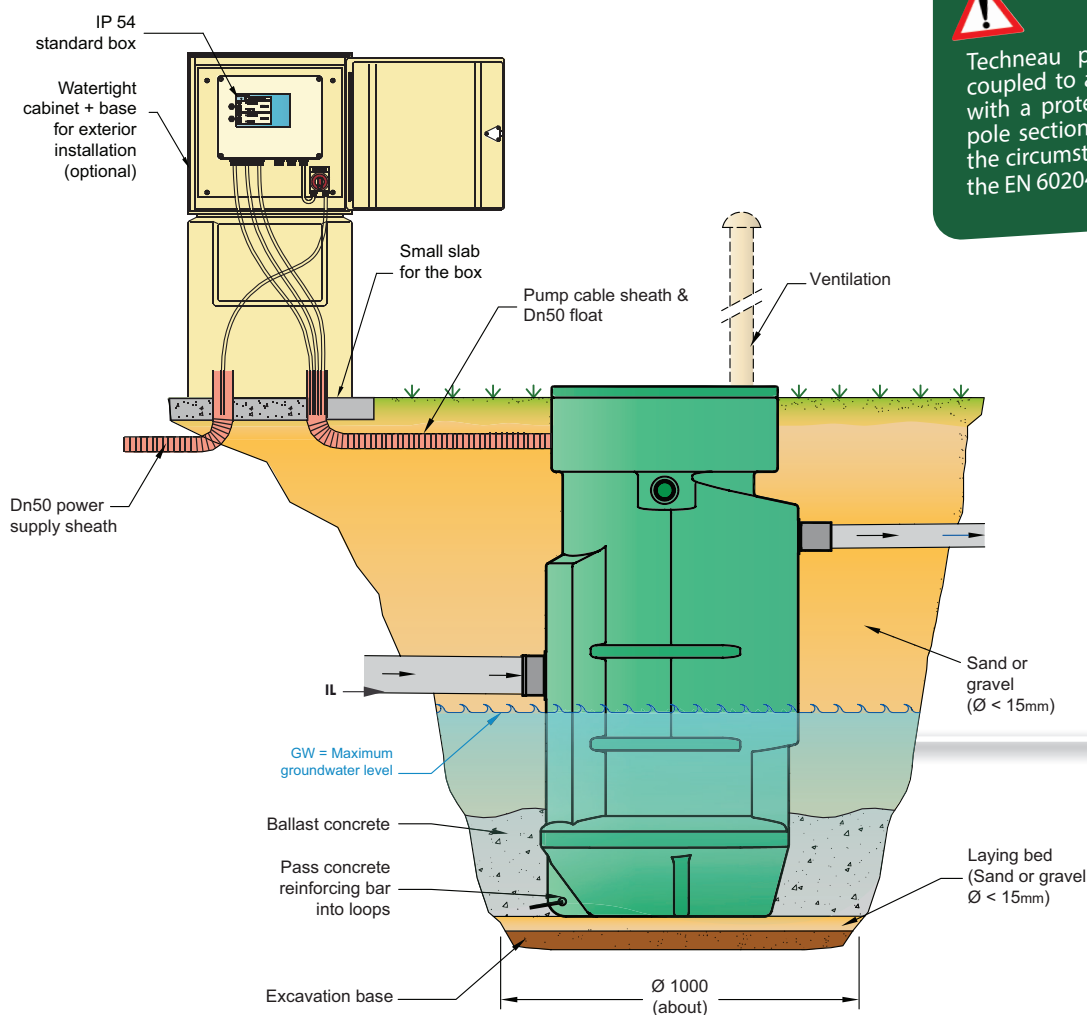 IP 54
standard box
Watertight
cabinet + base
for exterior
installation
(optional)
Techneau
coupled to
with a
pole section
the
the EN
Small slab
for the box
Pump cable sheath &
Dn50 float
Ventilation
Dn50 power
supply sheath
IL
Sand or
gravel
(Ø < 15mm)
GW = Maximum
groundwater level
Ballast concrete
Pass concrete
reinforcing bar
into loops
Laying bed
(Sand or gravel
Ø < 15mm)
Excavation base
Ø 1000
(about)